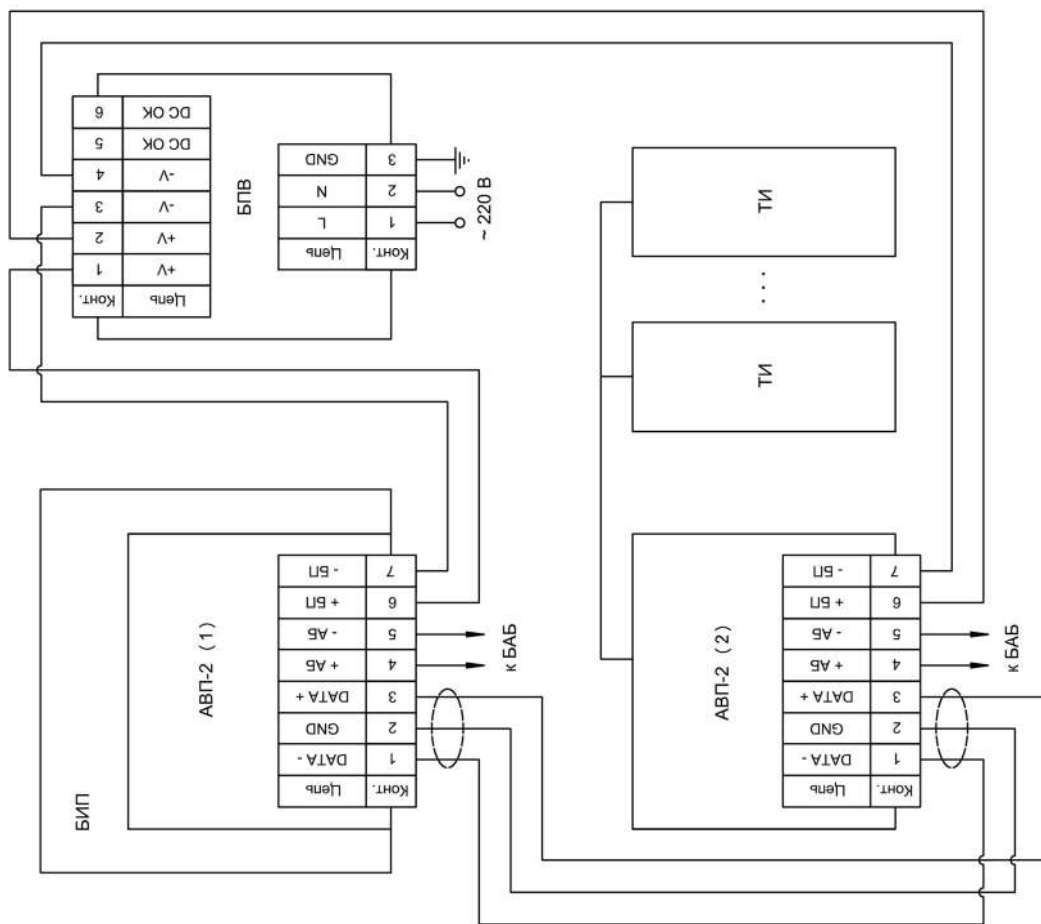 БПВ
Конт. Цепь
1 +V
2 +V
3 -V
4 -V
5 DC OK
6 DC OK
Цепь Конт.
L 1
N 2
GND 3
~ 220 В
БИП
АВП-2 (1)
Цепь Конт.
DATA - 1
GND 2
DATA + 3
+ АБ 4
- АБ 5
+ БП 6
- БП 7
к БАБ
ТИ
. . . .
ТИ
АВП-2 (2)
Цепь Конт.
DATA - 1
GND 2
DATA + 3
+ АБ 4
- АБ 5
+ БП 6
- БП 7
к БАБ